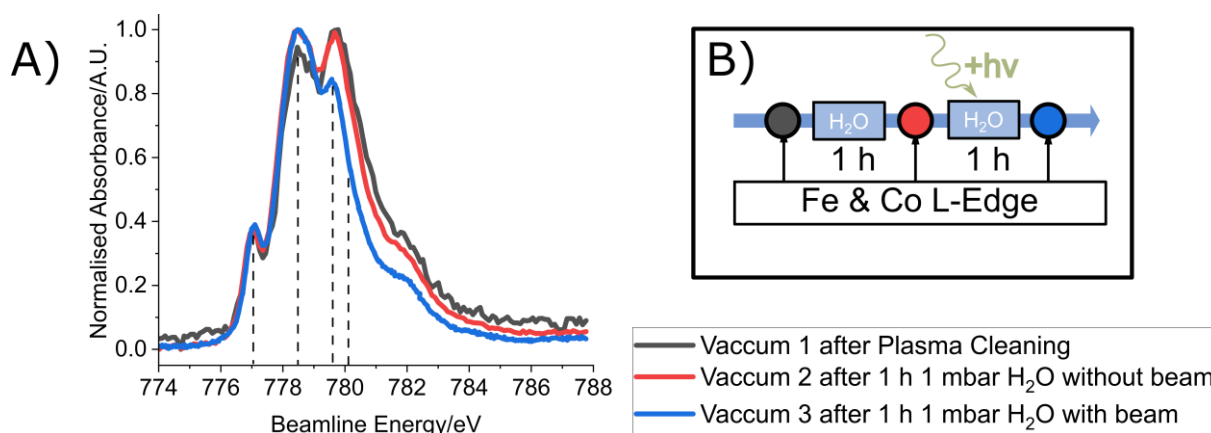 A)
Normalised Absorbance/A.U.
1.0
0.8
0.6
0.4
0.2
0.0
774 776 778 780 782 784 786 788
Beamline Energy/eV
B)
+hv
H₂O H₂O
1 h 1 h
Fe & Co L-Edge
Vaccum 1 after Plasma Cleaning
Vaccum 2 after 1 h 1 mbar H₂O without beam
Vaccum 3 after 1 h 1 mbar H₂O with beam